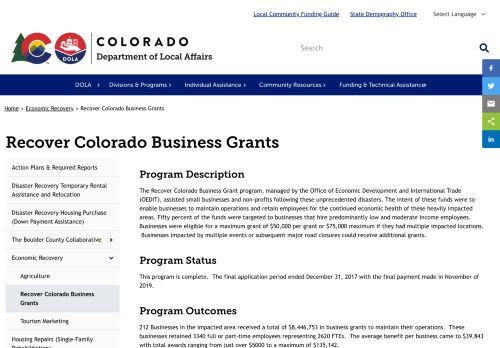 Local Community Funding Guide
State Demography Office
Select Language
COLORADO
Department of Local Affairs
DOLA
Search
DOLA
Divisions & Programs
Individual Assistance
Community Resources
Funding & Technical Assistance
Home › Economic Recovery › Recover Colorado Business Grants
Recover Colorado Business Grants
Action Plans & Required Reports
Disaster Recovery Temporary Rental
Assistance and Relocation
Disaster Recovery Housing Purchase
(Down Payment Assistance)
The Boulder County Collaborative
Economic Recovery
Agriculture
Recover Colorado Business
Grants
Tourism Marketing
Housing Repairs (Single-Family
Rehabilitation)
Program Description
The Recover Colorado Business Grant program, managed by the Office of Economic Development and International Trade
(OEDIT), assisted small businesses and non-profits following these unprecedented disasters. The intent of these funds were to
enable businesses to maintain operations and retain employees for the continued economic health of these heavily impacted
areas. Fifty percent of the funds were targeted to businesses that hire predominantly low and moderate income employees.
Businesses were eligible for a maximum grant of $50,000 per grant or $75,000 maximum if they had multiple impacted locations.
Businesses impacted by multiple events or subsequent major road closures could receive additional grants.
Program Status
This program is complete. The final application period ended December 31, 2017 with the final payment made in November of
2019.
Program Outcomes
212 Businesses in the impacted area received a total of $8,446,753 in business grants to maintain their operations. These
businesses retained 3340 full or part-time employees representing 2620 FTEs. The average benefit per business came to $39,843
with total awards ranging from just over $5000 to a maximum of $135,142.